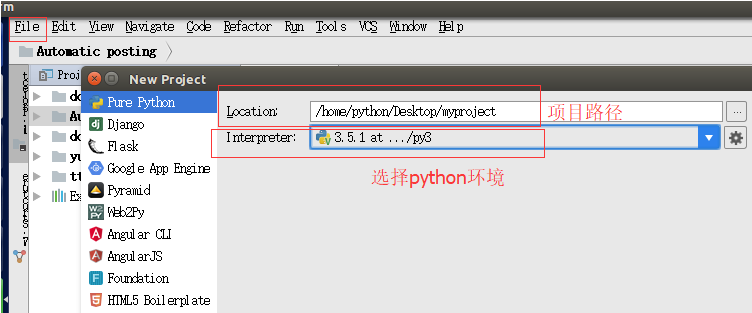 rm
File Edit View Navigate Code Refactor Run Tools VCS Window Help
Automatic posting
Proj
New Project
do
Au
do
yu
tt
Ex
Pure Python
Django
Flask
Google App Engine
Pyramid
Web2Py
Angular CLI
AngularJS
Foundation
HTML5 Boilerplate
Location: /home/python/Desktop/myproject ...
项目路径
Interpreter: 3.5.1 at .../py3
选择python环境